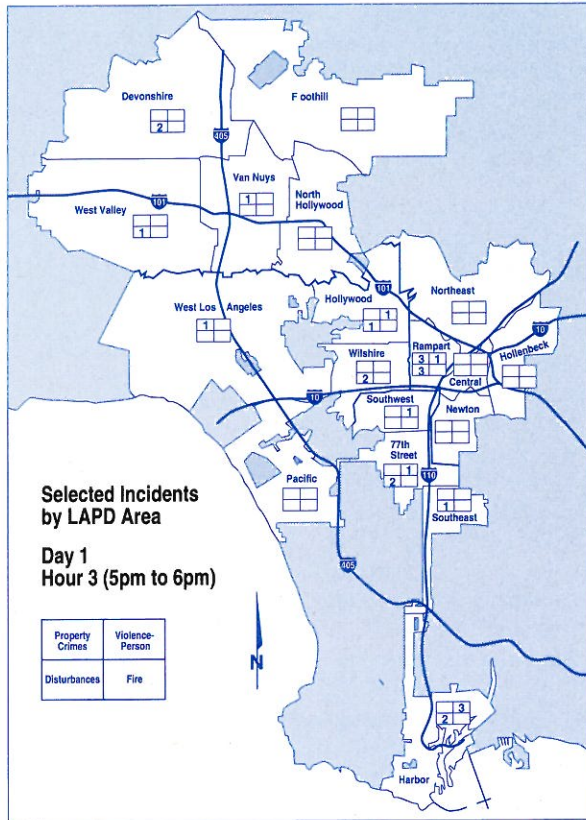 Devonshire
2
Foothill
405
Van Nuys
1
North
Hollywood
101
West Valley
1
West Los Angeles
1
Hollywood
1
1
101
Northeast
10
Rampart
3 1
3
Hollenbeck
Wilshire
2
Central
10
Southwest
1
Newton
77th
Street
1
2
110
Pacific
1
Southeast
Selected Incidents
by LAPD Area
Day 1
Hour 3 (5pm to 6pm)
405
Property
Crimes
Violence-
Person
Disturbances
Fire
N
3
2
Harbor